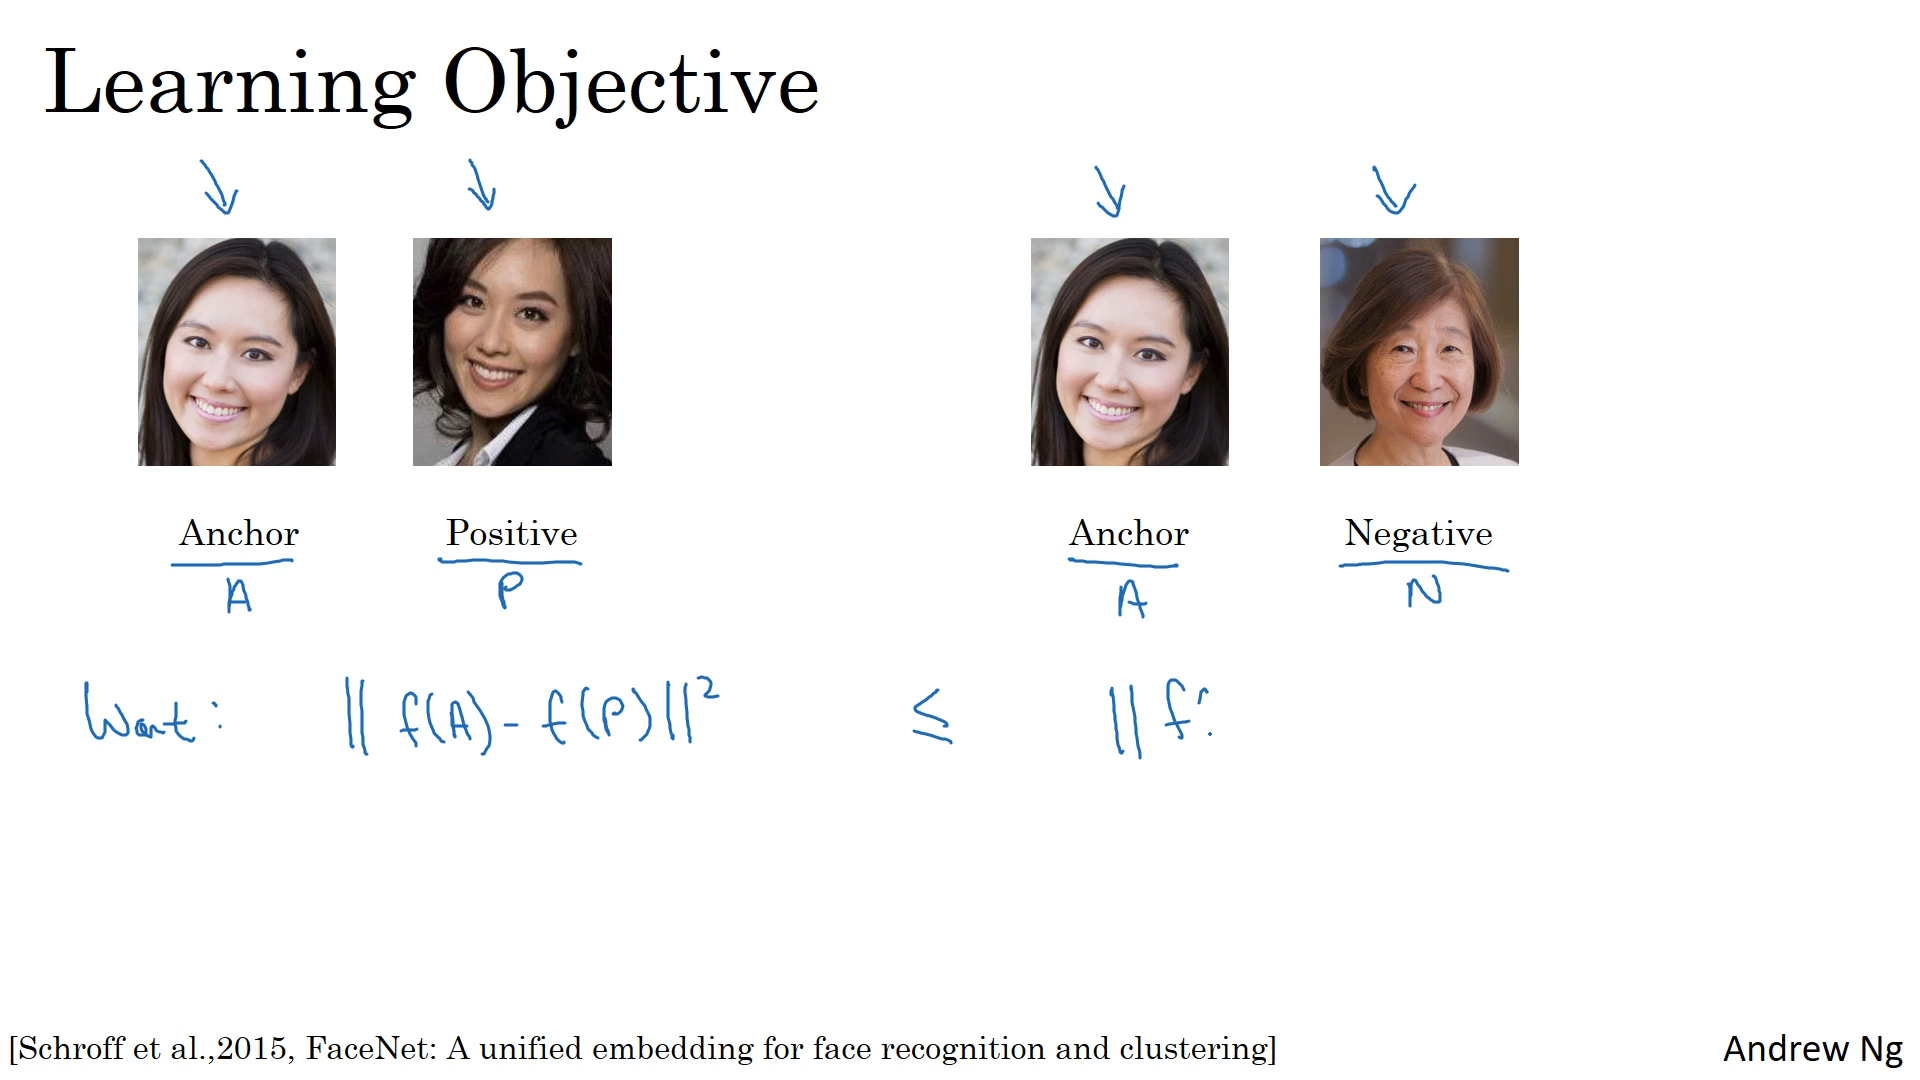 Learning Objective
Anchor Positive Anchor Negative
A P A N
Want: || f(A) - f(P) ||² ≤ || f
[Schroff et al.,2015, FaceNet: A unified embedding for face recognition and clustering]
Andrew Ng